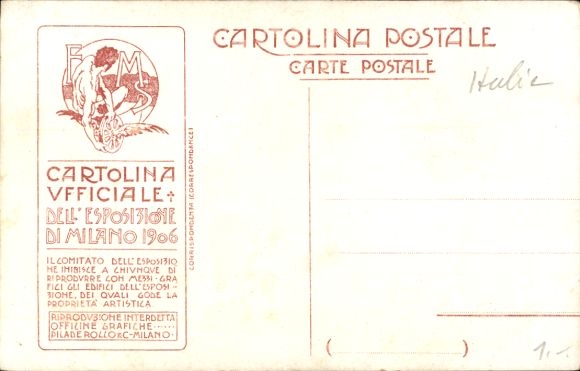 CARTOLINA POSTALE
CARTE POSTALE
Italie
E M S
CARTOLINA
VFFICIALE
DELL'ESPOSIZIONE
DI MILANO 1906
IL COMITATO DELL'ESPOSIZIO
NE INIBISCE A CHIVNQVE DI
RIPRODVRRE CON MEZZI GRA
FICI GLI EDIFICI DELL'ESPOSI-
ZIONE, DEI QVALI GODE LA
PROPRIETÀ ARTISTICA
RIPRODVZIONE INTERDETTA
OFFICINE GRAFICHE
PILADE ROLLO & C-MILANO·
CORRISPONDENZA (CORRESPONDANCE)
( )
1.-